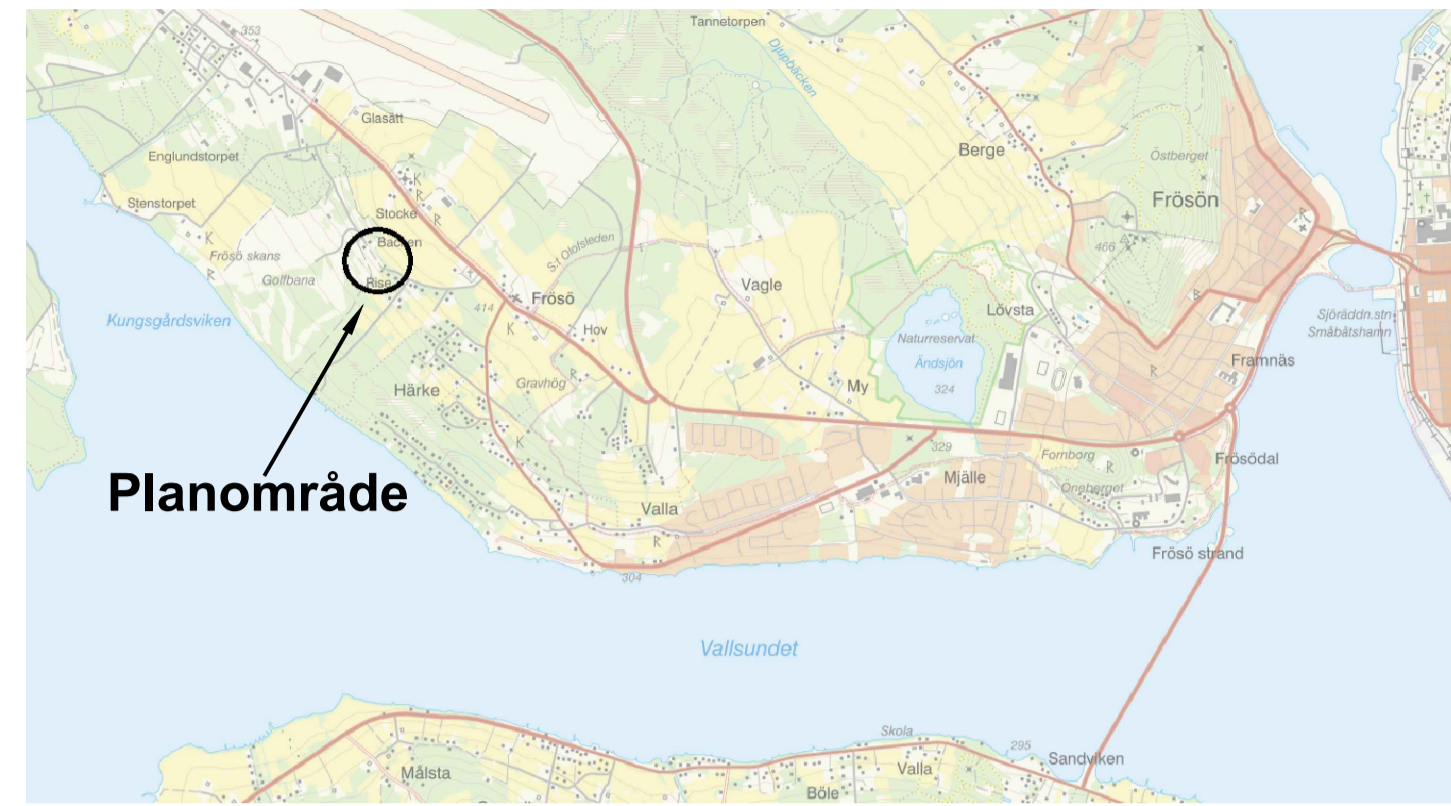 Tannetorpen
353
Djupbäcken
Glasätt
Englundstorpet
Berge
Östberget
Frösön
Stenstorpet
K
R
Stocke
R
Backen
K
R
Frösö skans
Golfbana
Rise
S:t Olofsleden
466
Vagle
Kungsgårdsviken
414
Frösö
K
Hov
Lövsta
R
Sjöräddn.stn
Småbåtshamn
Naturreservat
Ändsjön
324
Framnäs
R
Härke
Gravhög
My
K
329
Fornborg
R
Frösödal
Mjälle
Öneberget
Planområde
Valla
R
Frösö strand
304
Vallsundet
Skola
295
Målsta
Valla
Sandviken
Böle